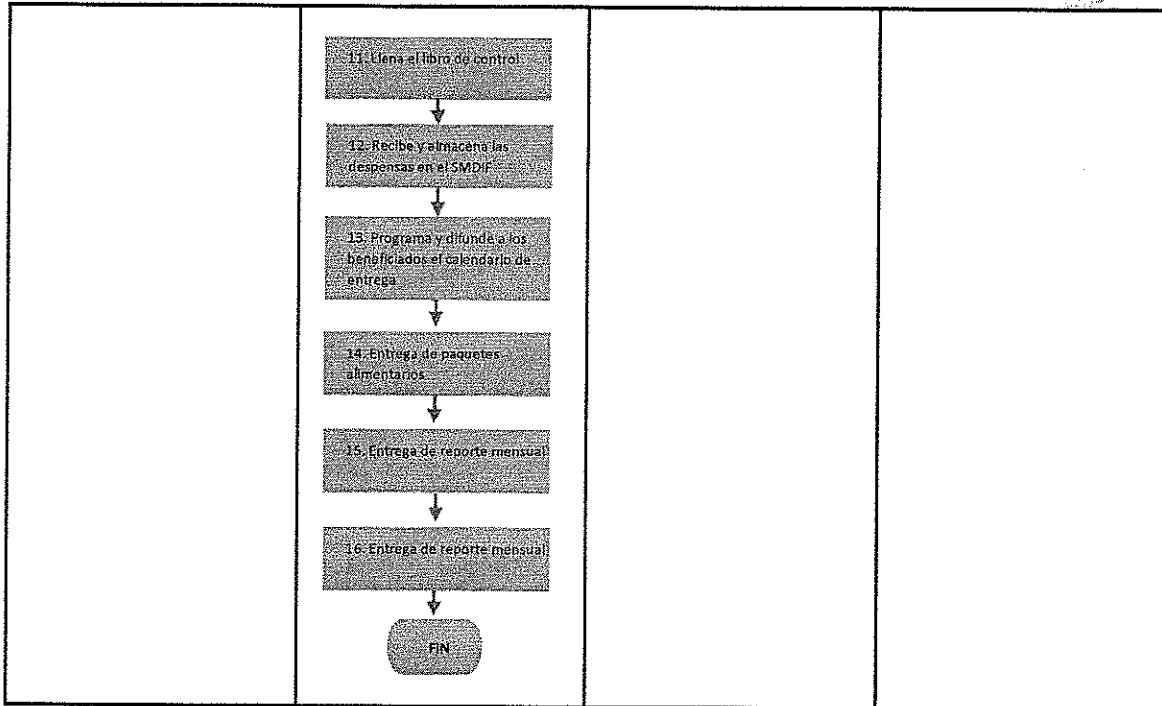 11. Llena el libro de control
12. Recibe y almacena las
despensas en el SMDIF
13. Programa y difunde a los
beneficiados el calendario de
entrega
14. Entrega de paquetes
alimentarios
15. Entrega de reporte mensual
16. Entrega de reporte mensual
FIN